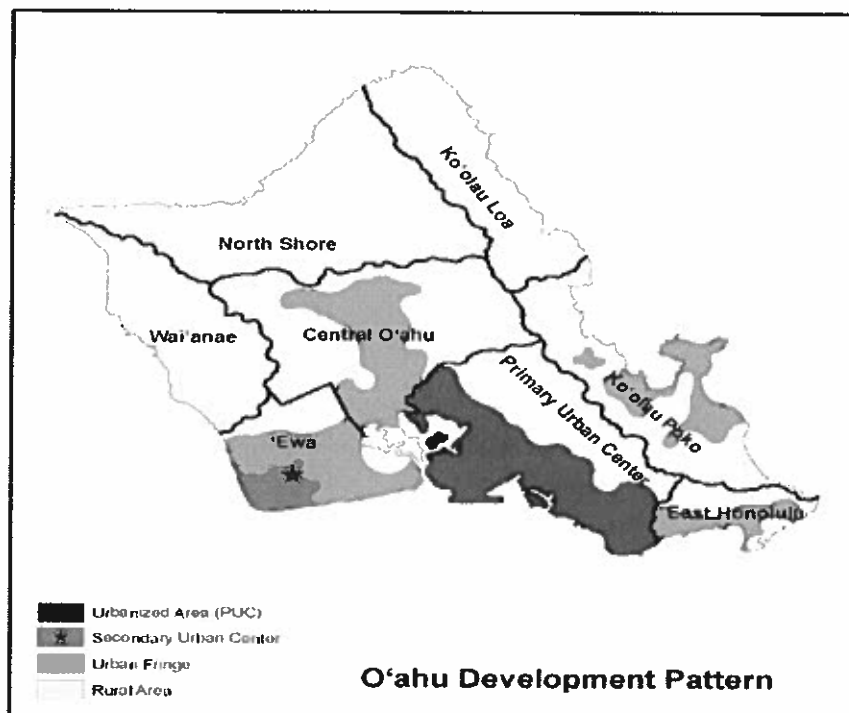 Ko'olau Loa
North Shore
Wai'anae
Central O'ahu
Primary Urban Center
Ko'olau Poko
'Ewa
East Honolulu
Urbanized Area (PUC)
Secondary Urban Center
Urban Fringe
Rural Area
O'ahu Development Pattern